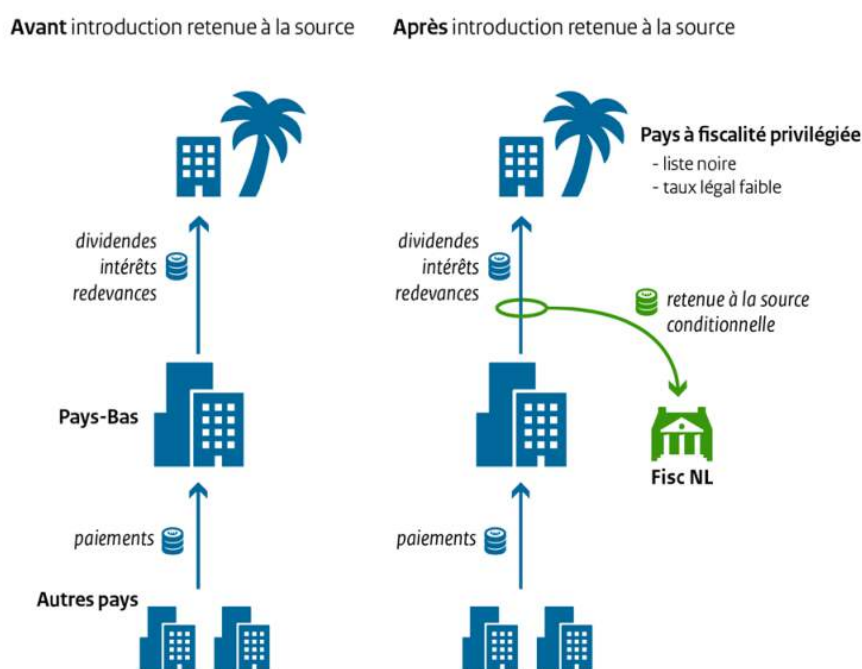 Avant introduction retenue à la source
Après introduction retenue à la source
Pays à fiscalité privilégiée
- liste noire
- taux légal faible
dividendes
intérêts
redevances
dividendes
intérêts
redevances
retenue à la source
conditionnelle
Pays-Bas
Fisc NL
paiements
paiements
Autres pays